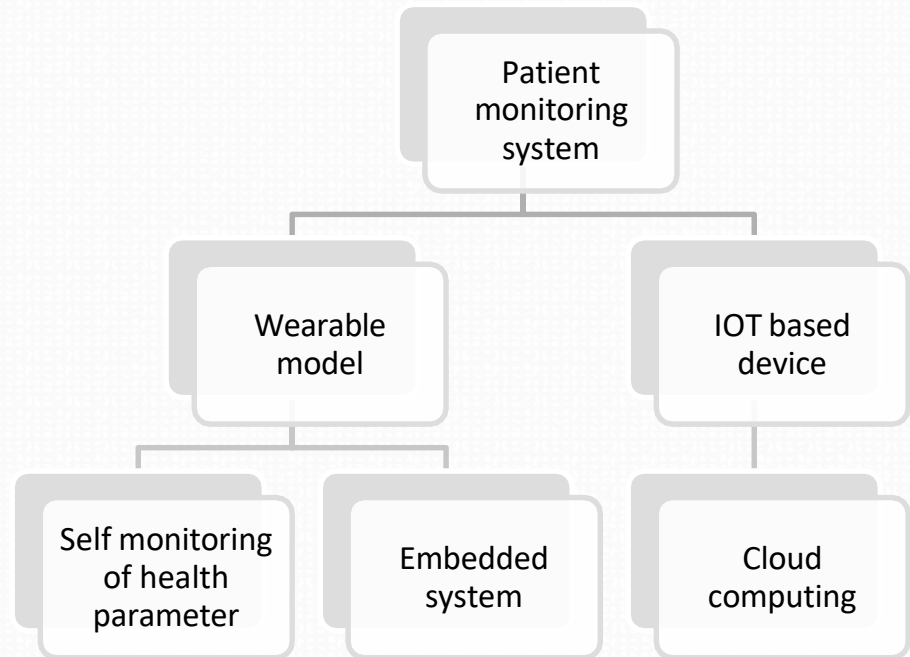 Patient
monitoring
system
Wearable
model
IOT based
device
Self monitoring
of health
parameter
Embedded
system
Cloud
computing